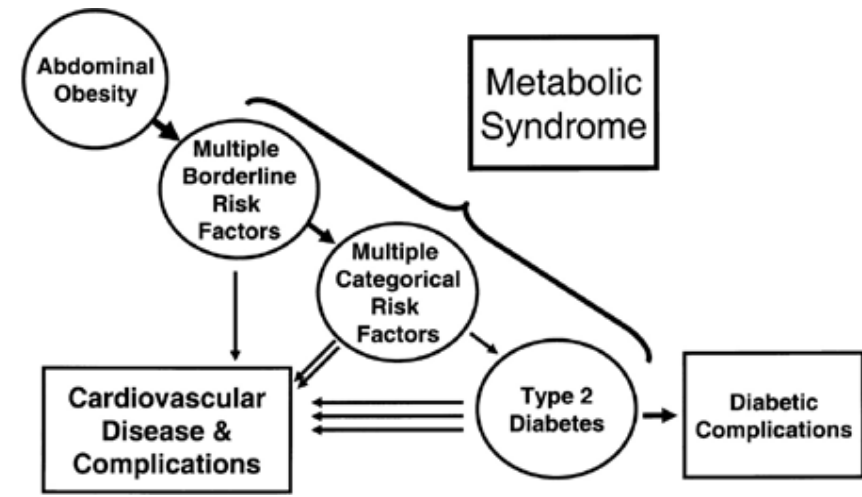 Abdominal
Obesity
Metabolic
Syndrome
Multiple
Borderline
Risk
Factors
Multiple
Categorical
Risk
Factors
Cardiovascular
Disease &
Complications
Type 2
Diabetes
Diabetic
Complications